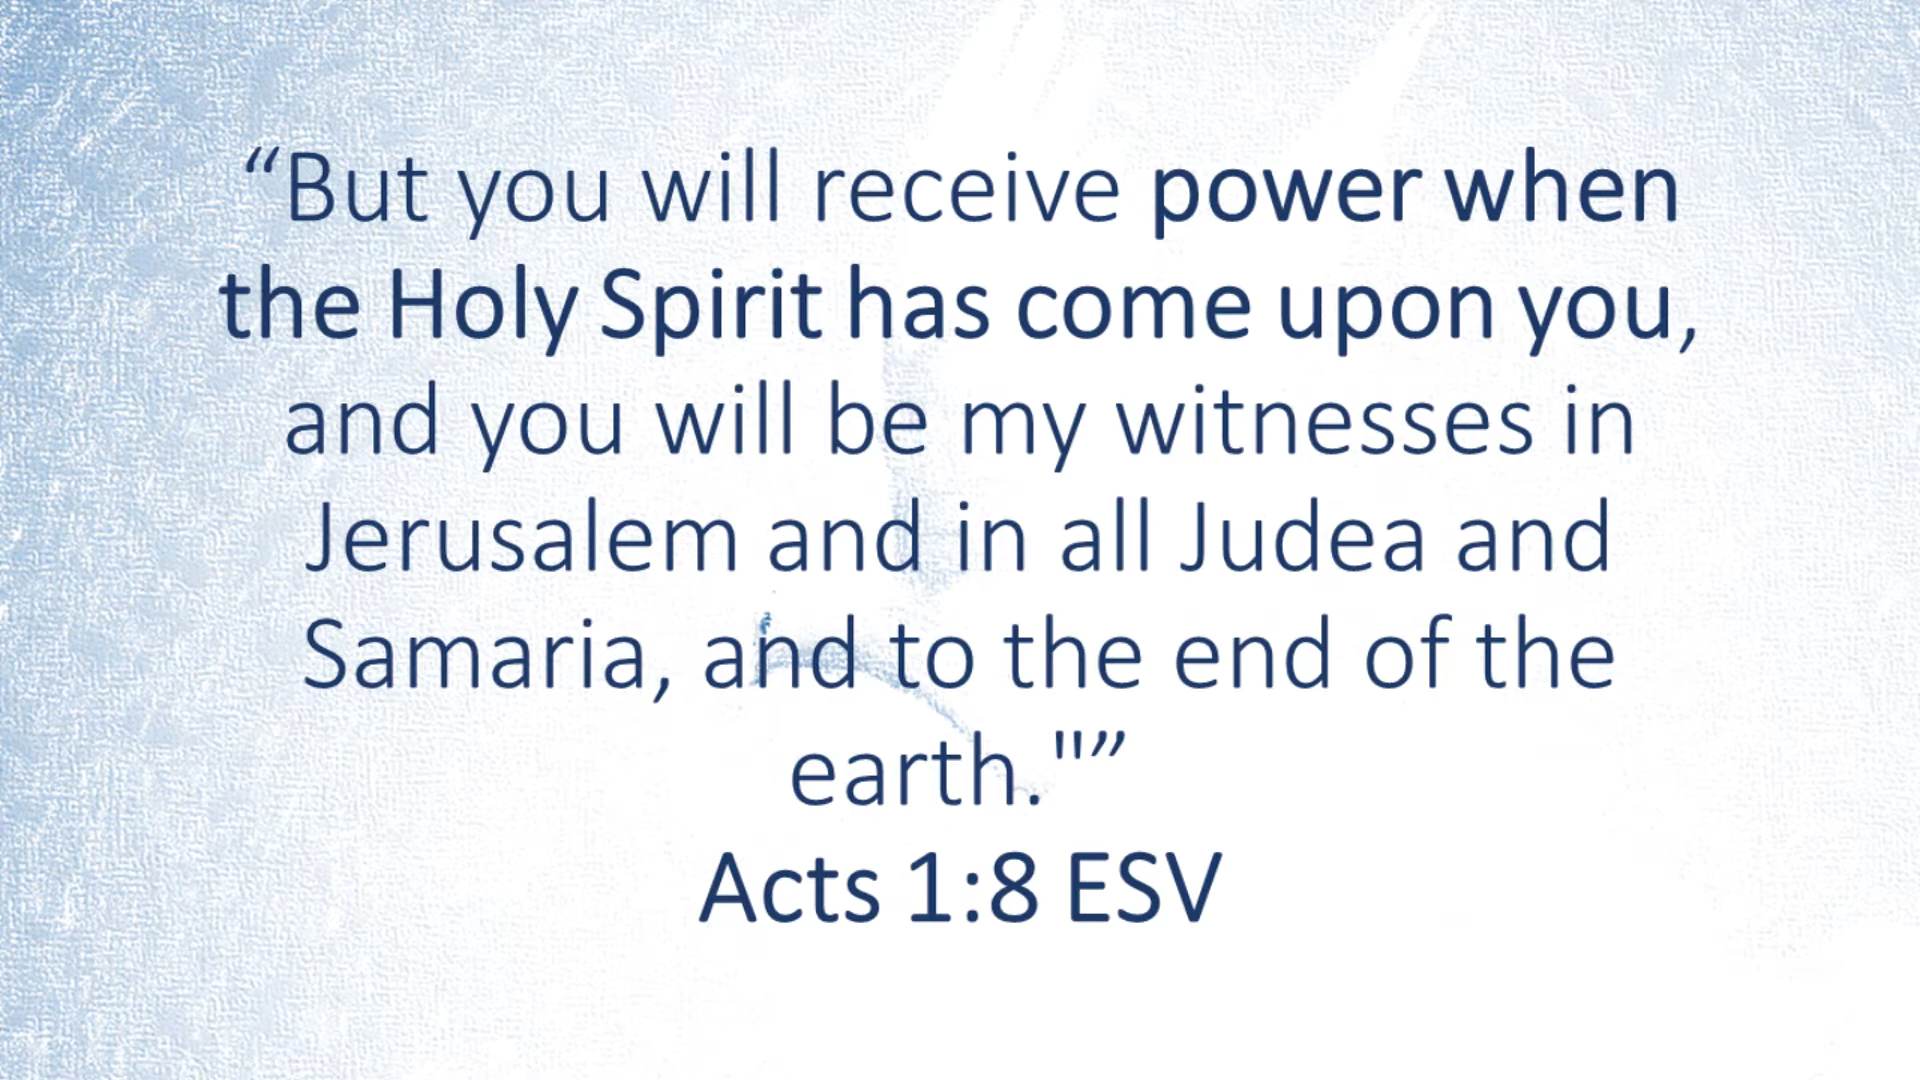 “But you will receive power when
the Holy Spirit has come upon you,
and you will be my witnesses in
Jerusalem and in all Judea and
Samaria, and to the end of the
earth."”
Acts 1:8 ESV